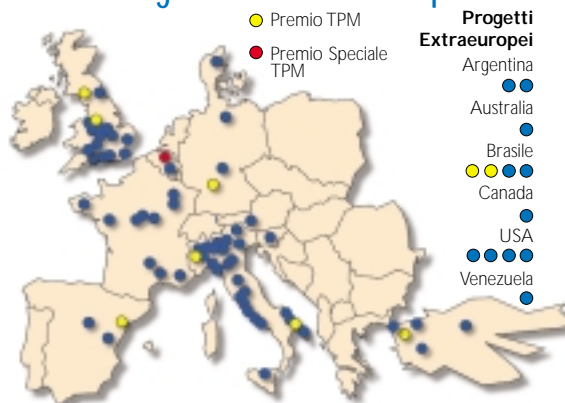 Premio TPM
Premio Speciale
TPM
Progetti
Extraeuropei
Argentina
Australia
Brasile
Canada
USA
Venezuela